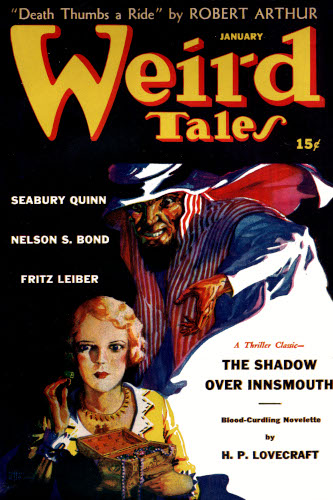 "Death Thumbs a Ride" by ROBERT ARTHUR
JANUARY
Weird
Tales
15¢
SEABURY QUINN
NELSON S. BOND
FRITZ LEIBER
A Thriller Classic—
THE SHADOW
OVER INNSMOUTH
Blood-Curdling Novelette
by
H. P. LOVECRAFT